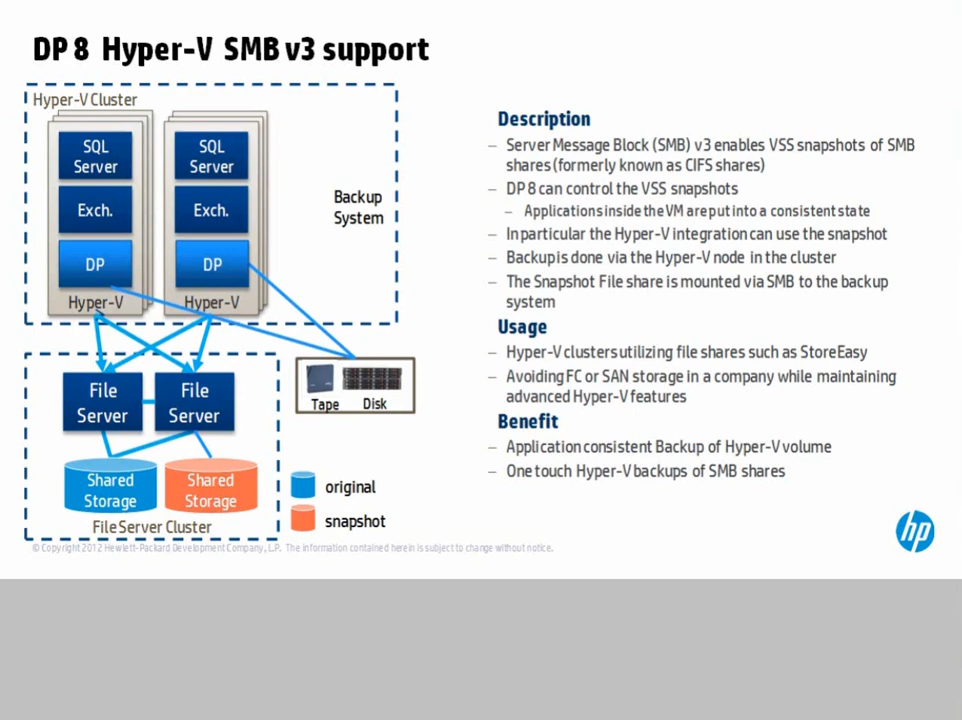 DP 8 Hyper-V SMB v3 support
Hyper-V Cluster
SQL
Server
Exch.
DP
Hyper-V
SQL
Server
Exch.
DP
Hyper-V
Backup
System
File
Server
File
Server
Tape
Disk
Shared
Storage
Shared
Storage
File Server Cluster
original
snapshot
Description
– Server Message Block (SMB) v3 enables VSS snapshots of SMB
shares (formerly known as CIFS shares)
– DP 8 can control the VSS snapshots
– Applications inside the VM are put into a consistent state
– In particular the Hyper-V integration can use the snapshot
– Backup is done via the Hyper-V node in the cluster
– The Snapshot File share is mounted via SMB to the backup
system
Usage
– Hyper-V clusters utilizing file shares such as StoreEasy
– Avoiding FC or SAN storage in a company while maintaining
advanced Hyper-V features
Benefit
– Application consistent Backup of Hyper-V volume
– One touch Hyper-V backups of SMB shares
© Copyright 2012 Hewlett-Packard Development Company, L.P. The information contained herein is subject to change without notice.
hp